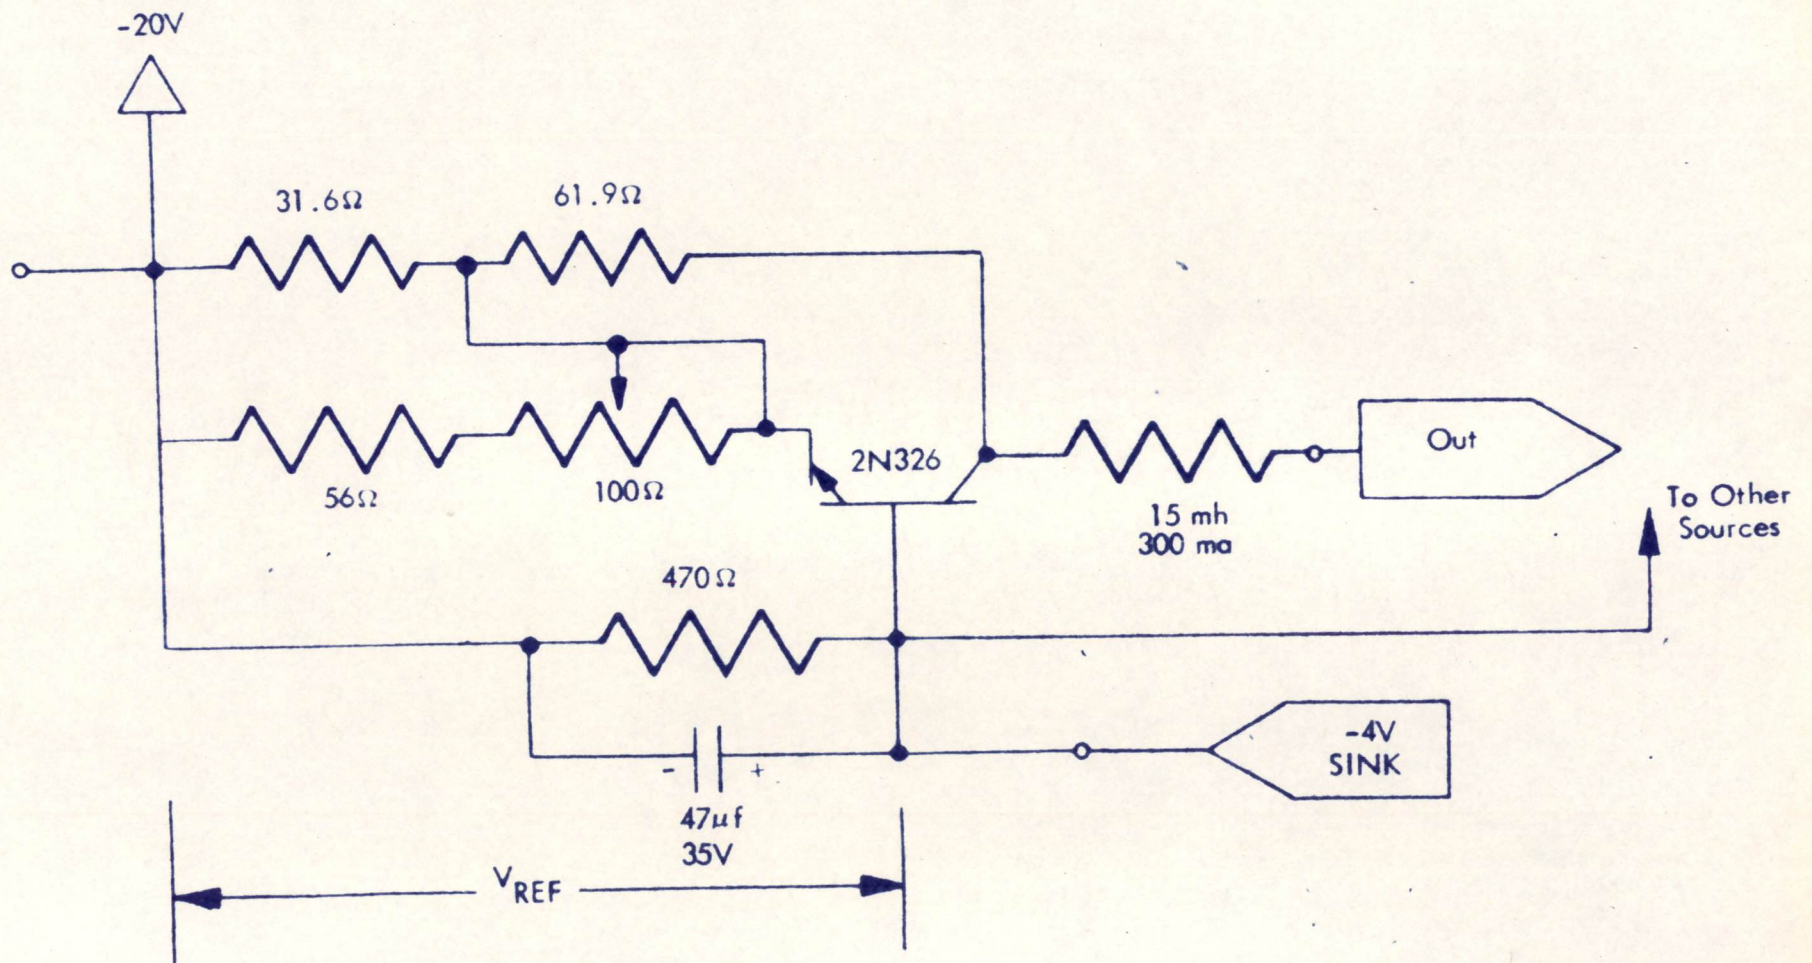 -20V
31.6Ω
61.9Ω
56Ω
100Ω
2N326
15 mh
300 ma
Out
To Other
Sources
470Ω
-4V
SINK
- +
47µf
35V
VREF